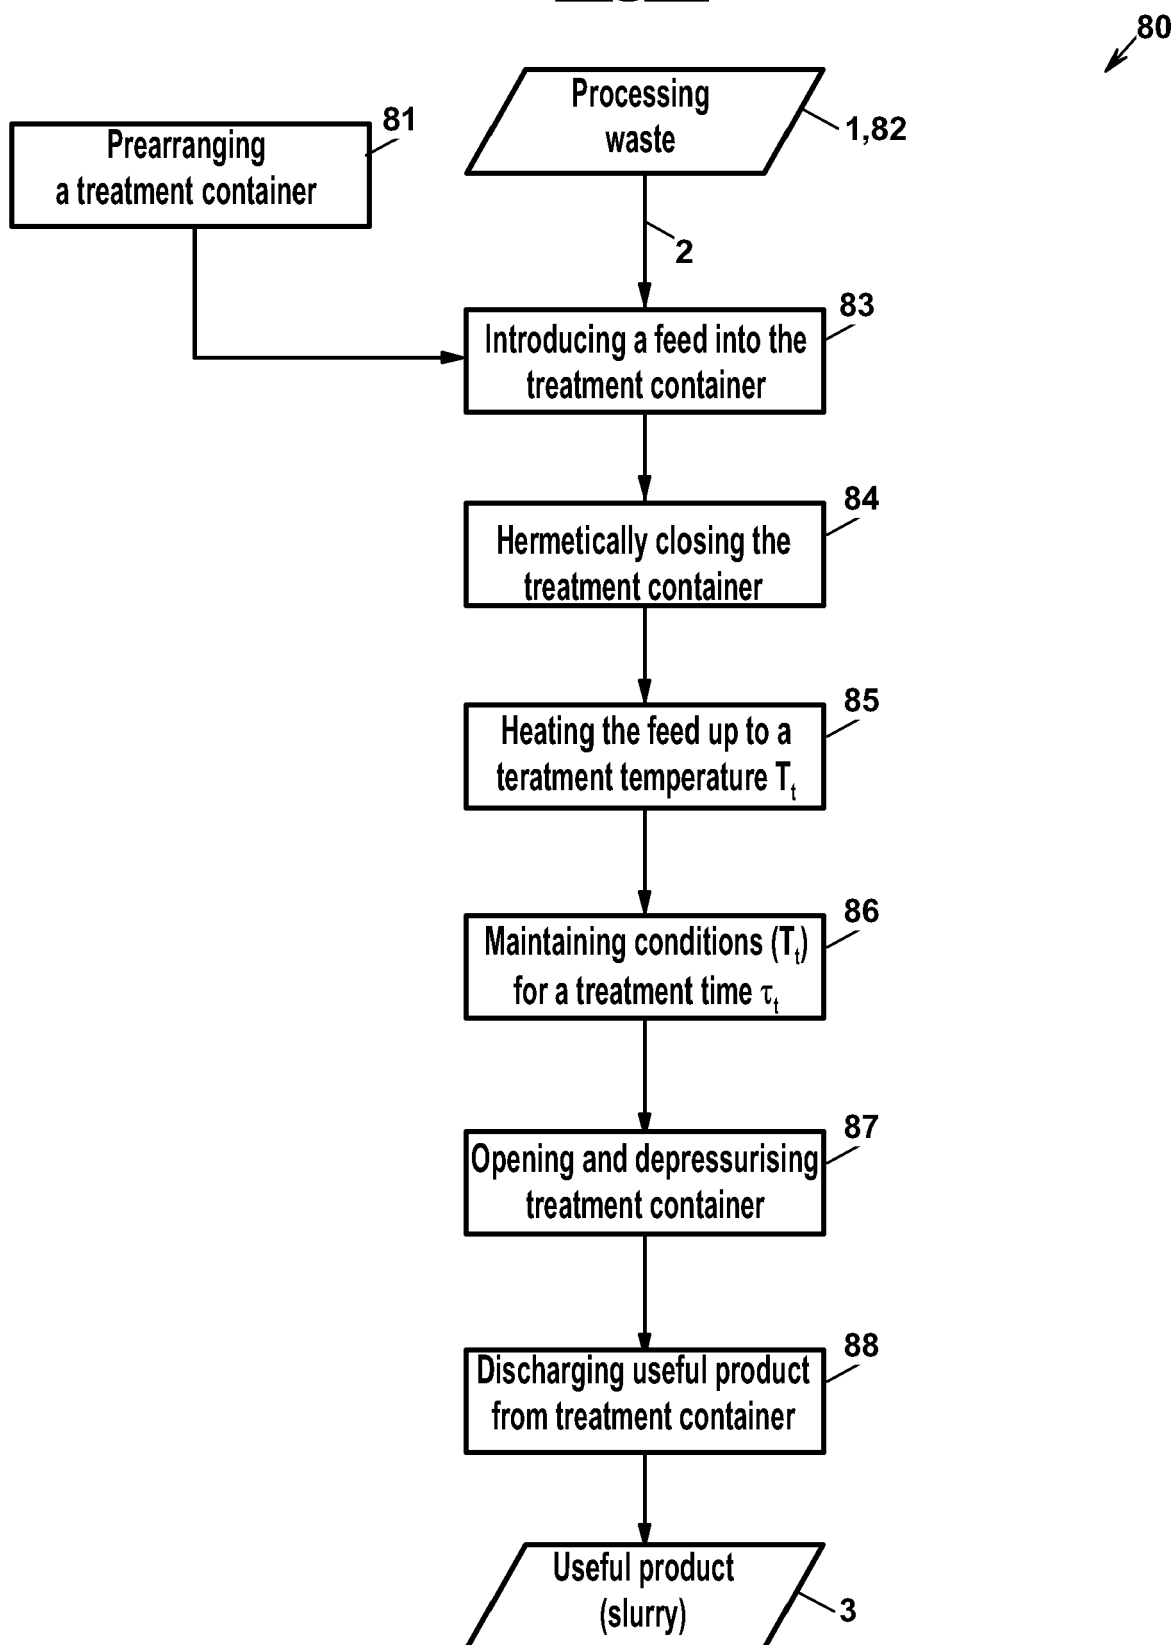 80
Processing
waste
1,82
81
Prearranging
a treatment container
2
83
Introducing a feed into the
treatment container
84
Hermetically closing the
treatment container
85
Heating the feed up to a
teratment temperature Tt
86
Maintaining conditions (Tt)
for a treatment time τt
87
Opening and depressurising
treatment container
88
Discharging useful product
from treatment container
Useful product
(slurry)
3